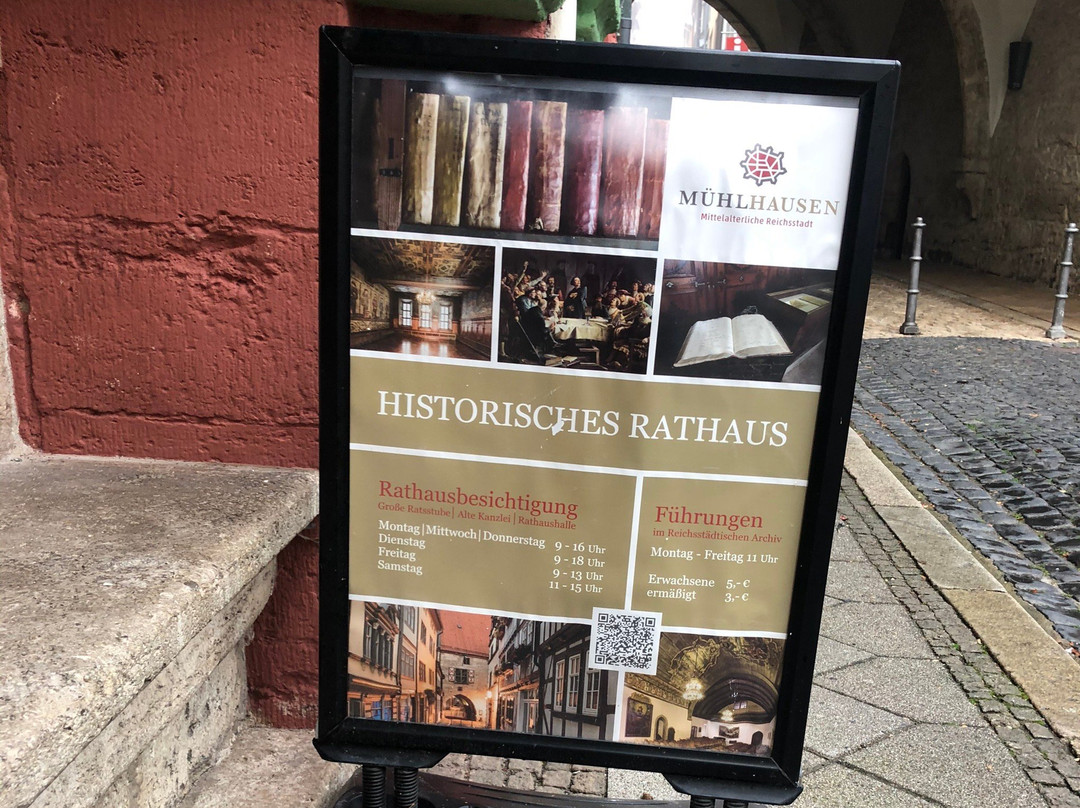 MÜHLHAUSEN
Mittelalterliche Reichsstadt
HISTORISCHES RATHAUS
Rathausbesichtigung
Große Ratsstube | Alte Kanzlei | Rathaushalle
Montag | Mittwoch | Donnerstag 9 - 16 Uhr
Dienstag 9 - 18 Uhr
Freitag 9 - 13 Uhr
Samstag 11 - 15 Uhr
Führungen
im Reichsstädtischen Archiv
Montag - Freitag 11 Uhr
Erwachsene 5,- €
ermäßigt 3,- €